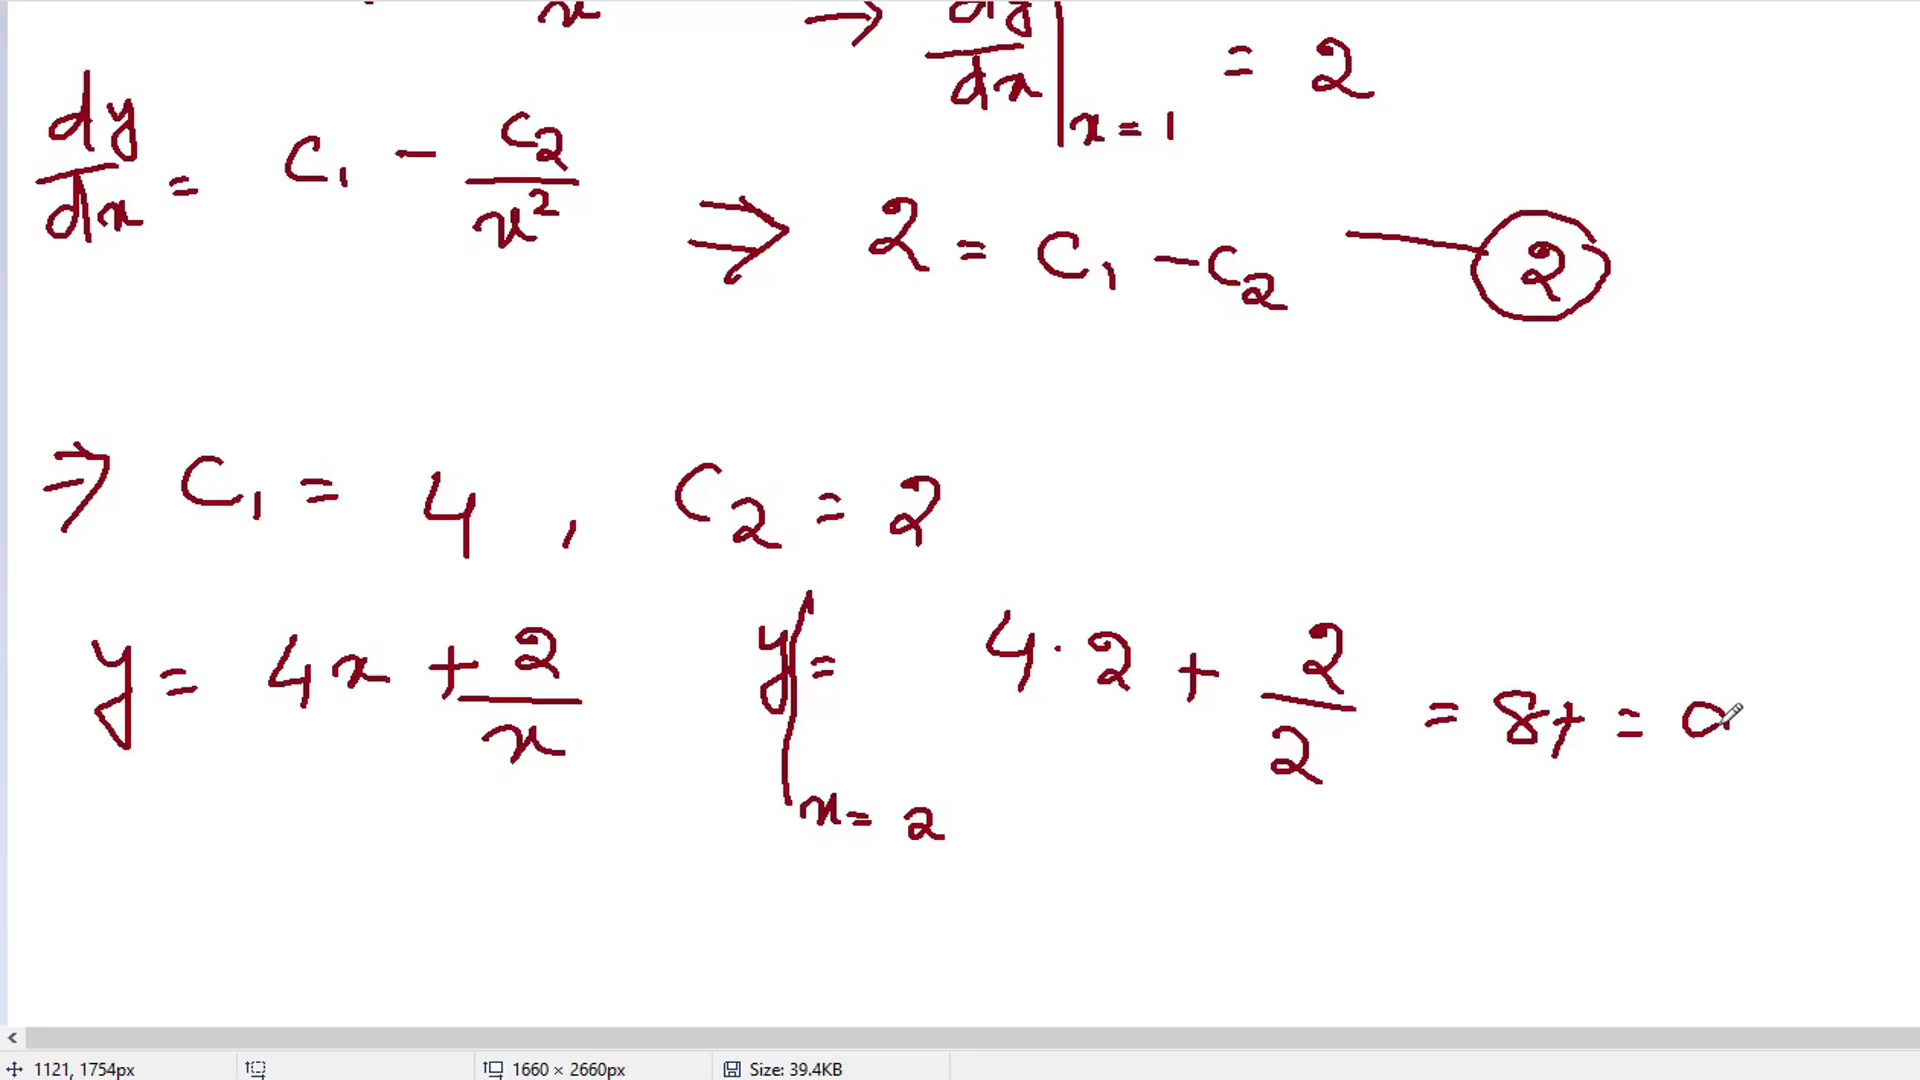 x → dy/dx | x = 1 = 2
dy/dx = C₁ - C₂/x²
⇒ 2 = C₁ - C₂ — 2
⇒ C₁ = 4 , C₂ = 2
y = 4x + 2/x y| x = 2 = 4 · 2 + 2/2 = 8+ =
1121, 1754px 1660 × 2660px Size: 39.4KB